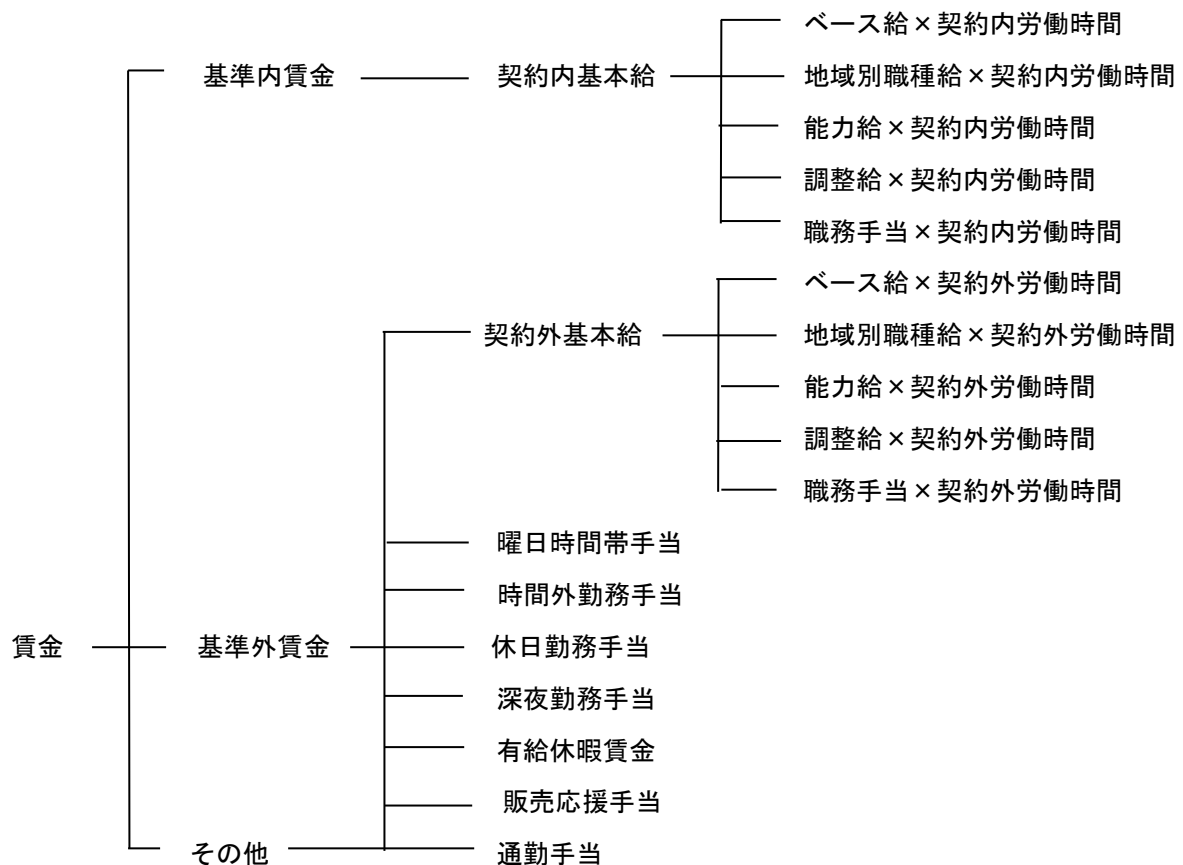 ベース給×契約内労働時間
基準内賃金 契約内基本給 地域別職種給×契約内労働時間
能力給×契約内労働時間
調整給×契約内労働時間
職務手当×契約内労働時間
ベース給×契約外労働時間
契約外基本給 地域別職種給×契約外労働時間
能力給×契約外労働時間
調整給×契約外労働時間
職務手当×契約外労働時間
曜日時間帯手当
時間外勤務手当
賃金 基準外賃金 休日勤務手当
深夜勤務手当
有給休暇賃金
販売応援手当
その他 通勤手当